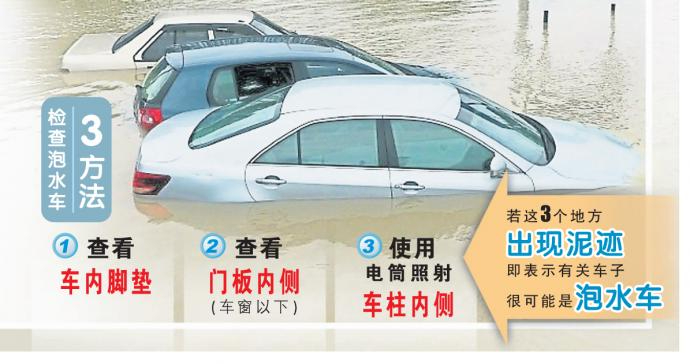 检查泡水车
3方法
1 查看
车内脚垫
2 查看
门板内侧
(车窗以下)
3 使用
电筒照射
车柱内侧
若这3个地方
出现泥迹
即表示有关车子
很可能是泡水车